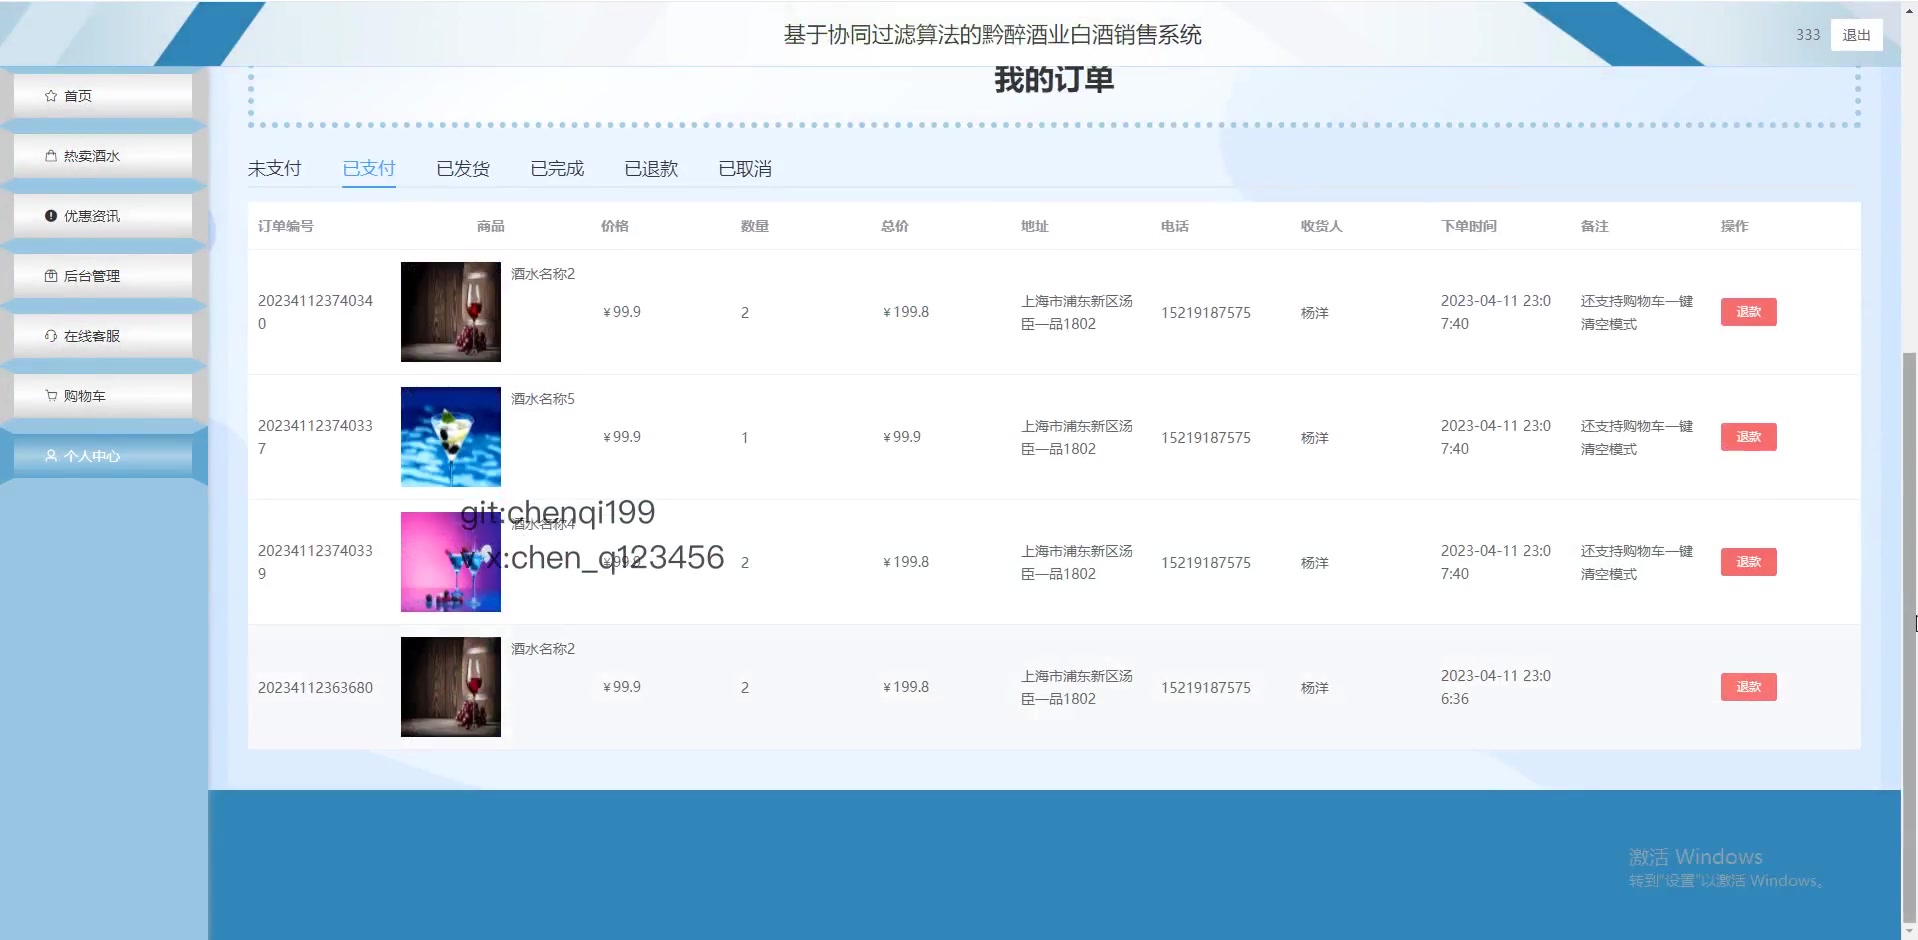 基于协同过滤算法的黔醉酒业白酒销售系统
333
退出
首页
热卖酒水
优惠资讯
后台管理
在线客服
购物车
个人中心
我的订单
未支付 已支付 已发货 已完成 已退款 已取消
订单编号 商品 价格 数量 总价 地址 电话 收货人 下单时间 备注 操作
20234112374034
0
酒水名称2
￥99.9
2
￥199.8
上海市浦东新区汤
臣一品1802
15219187575
杨洋
2023-04-11 23:0
7:40
还支持购物车一键
清空模式
退款
20234112374033
7
酒水名称5
￥99.9
1
￥99.9
上海市浦东新区汤
臣一品1802
15219187575
杨洋
2023-04-11 23:0
7:40
还支持购物车一键
清空模式
退款
20234112374033
9
酒水名称4
￥99.9
2
￥199.8
上海市浦东新区汤
臣一品1802
15219187575
杨洋
2023-04-11 23:0
7:40
还支持购物车一键
清空模式
退款
git:chenqi199
v x:chen_q123456
20234112363680
酒水名称2
￥99.9
2
￥199.8
上海市浦东新区汤
臣一品1802
15219187575
杨洋
2023-04-11 23:0
6:36
退款
激活 Windows
转到"设置"以激活 Windows。